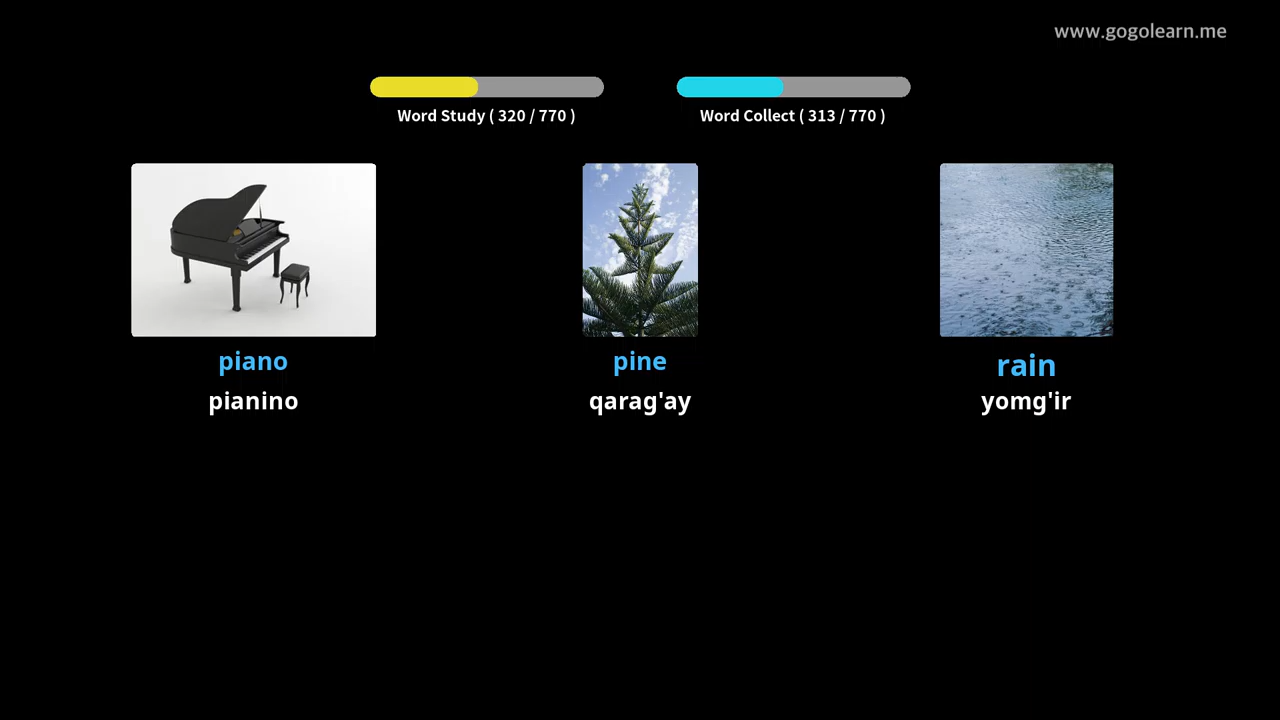 www.gogolearn.me
Word Study ( 320 / 770 )
Word Collect ( 313 / 770 )
piano
pine
rain
pianino
qarag'ay
yomg'ir